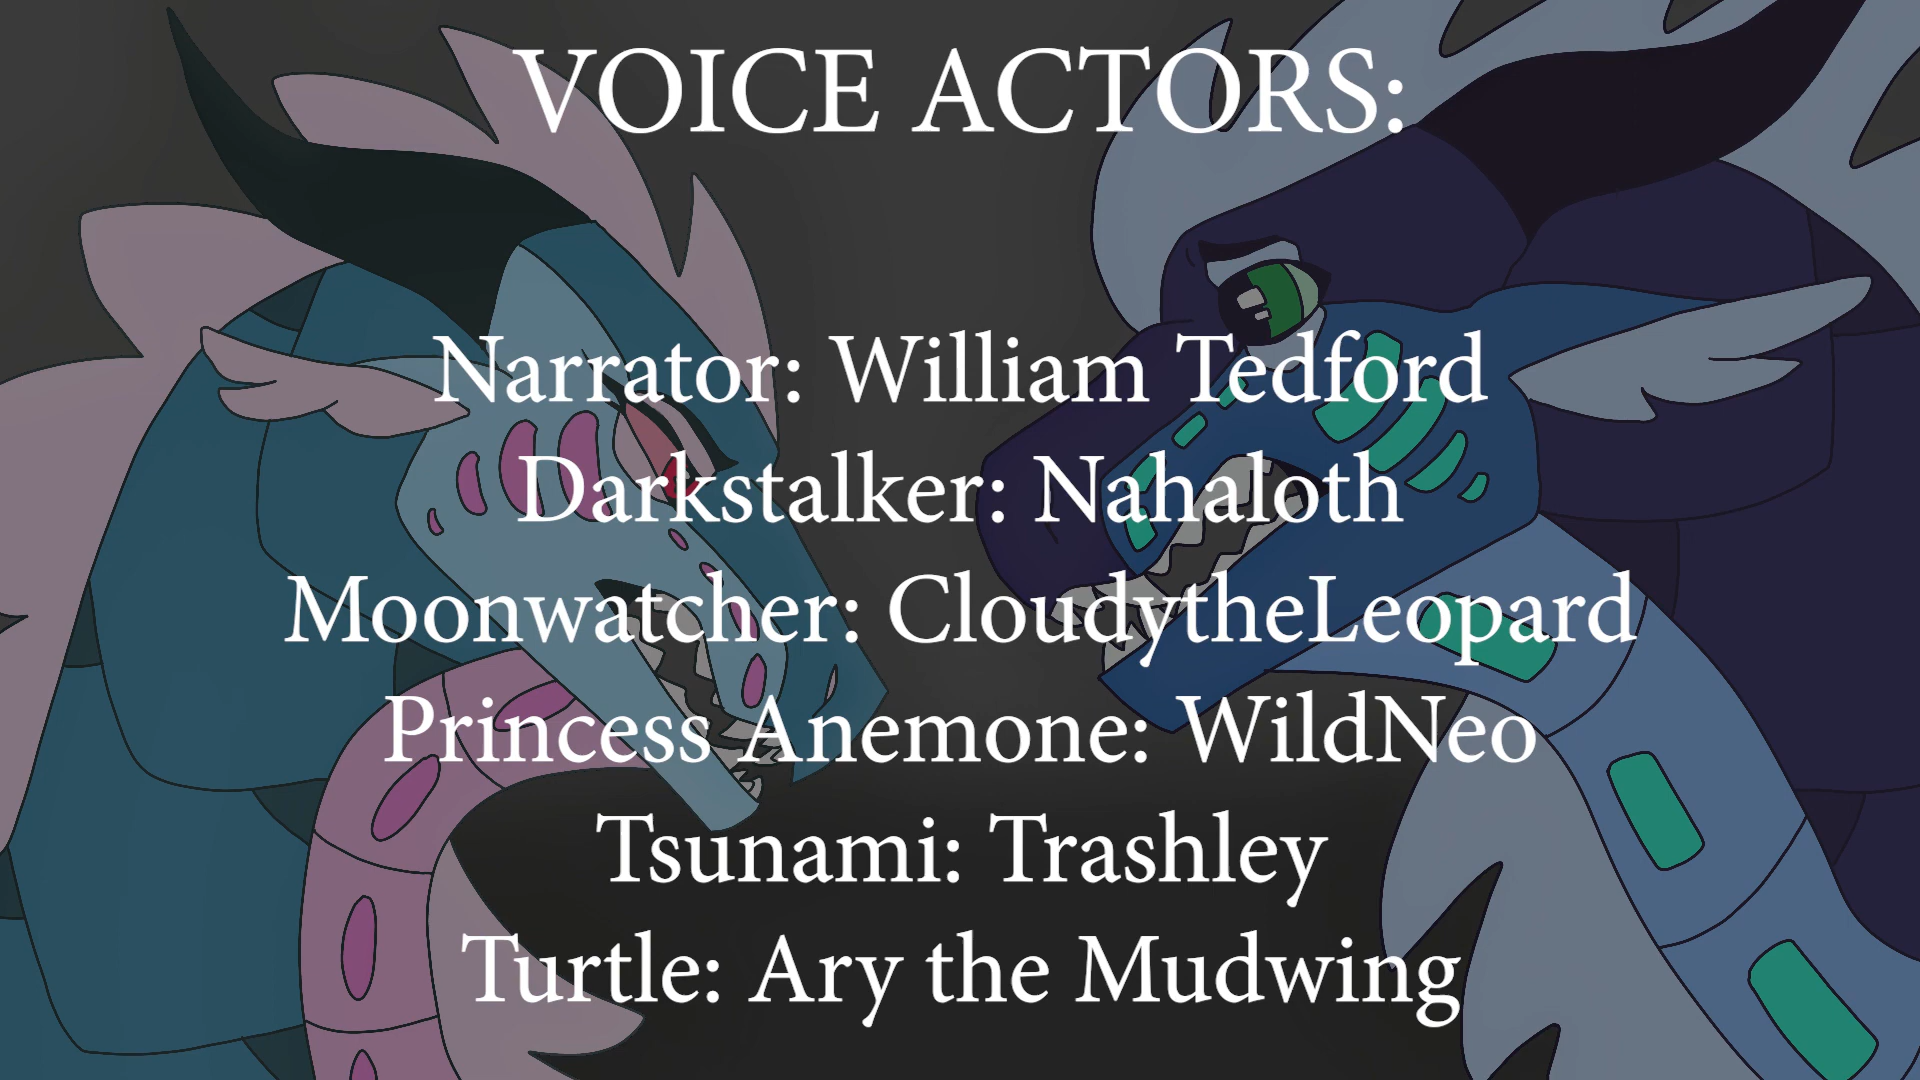 VOICE ACTORS:
Narrator: William Tedford
Darkstalker: Nahaloth
Moonwatcher: CloudytheLeopard
Princess Anemone: WildNeo
Tsunami: Trashley
Turtle: Ary the Mudwing